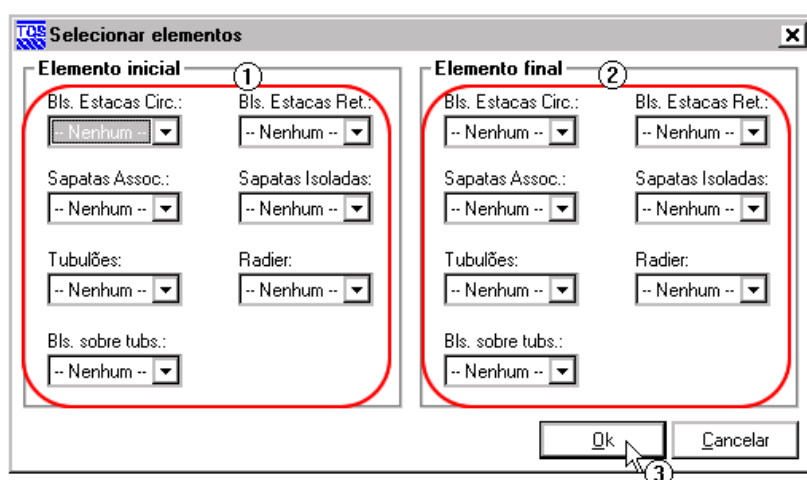 TQS Selecionar elementos
Elemento inicial
1
Bls. Estacas Circ.: Bls. Estacas Ret.:
-- Nenhum -- -- Nenhum --
Sapatas Assoc.: Sapatas Isoladas:
-- Nenhum -- -- Nenhum --
Tubulões: Radier:
-- Nenhum -- -- Nenhum --
Bls. sobre tubs.:
-- Nenhum --
Elemento final
2
Bls. Estacas Circ.: Bls. Estacas Ret.:
-- Nenhum -- -- Nenhum --
Sapatas Assoc.: Sapatas Isoladas:
-- Nenhum -- -- Nenhum --
Tubulões: Radier:
-- Nenhum -- -- Nenhum --
Bls. sobre tubs.:
-- Nenhum --
Ok Cancelar
3